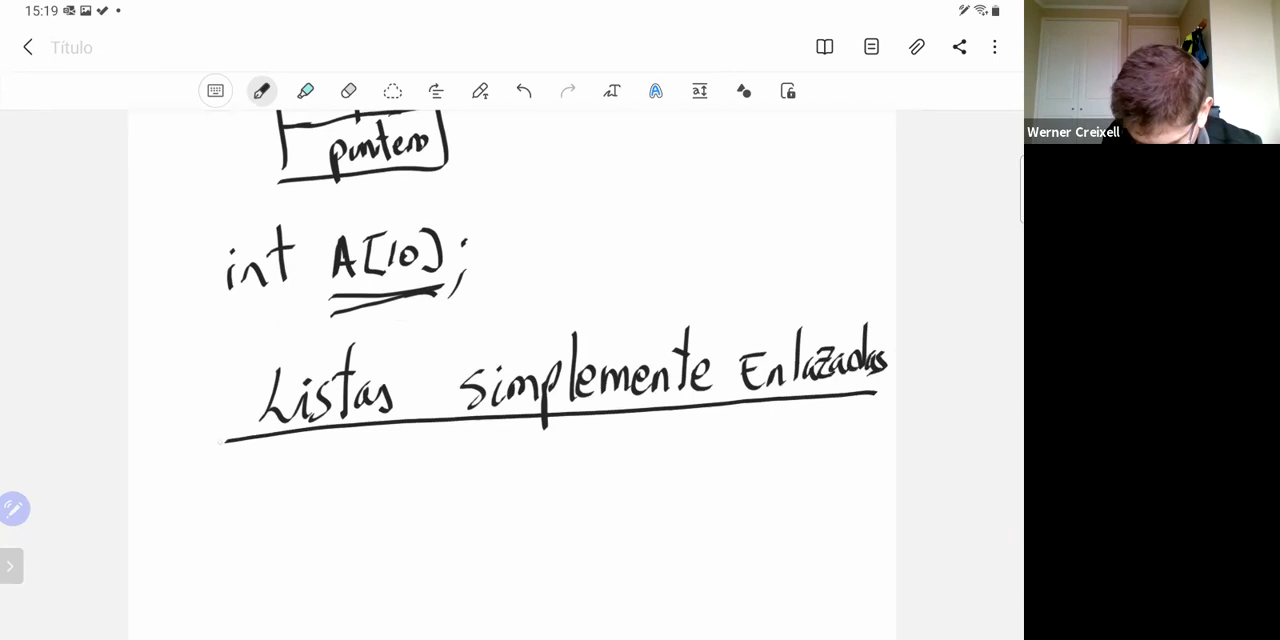 15:19
Título
Werner Creixell
puntero
int A[10];
Listas Simplemente Enlazadas